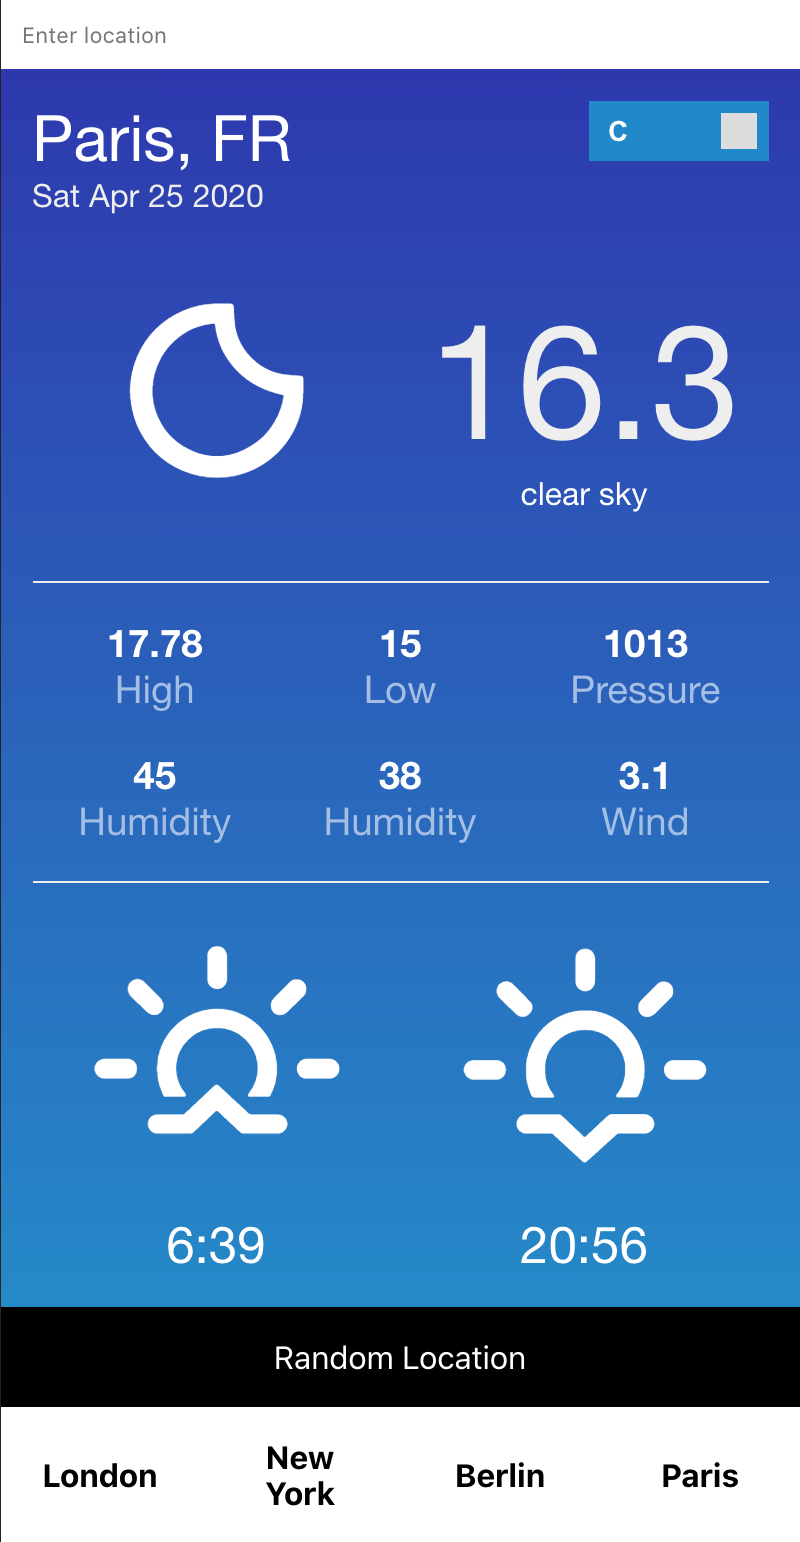 Enter location
Paris, FR
C
Sat Apr 25 2020
16.3
clear sky
17.78 15 1013
High Low Pressure
45 38 3.1
Humidity Humidity Wind
6:39 20:56
Random Location
London New York Berlin Paris